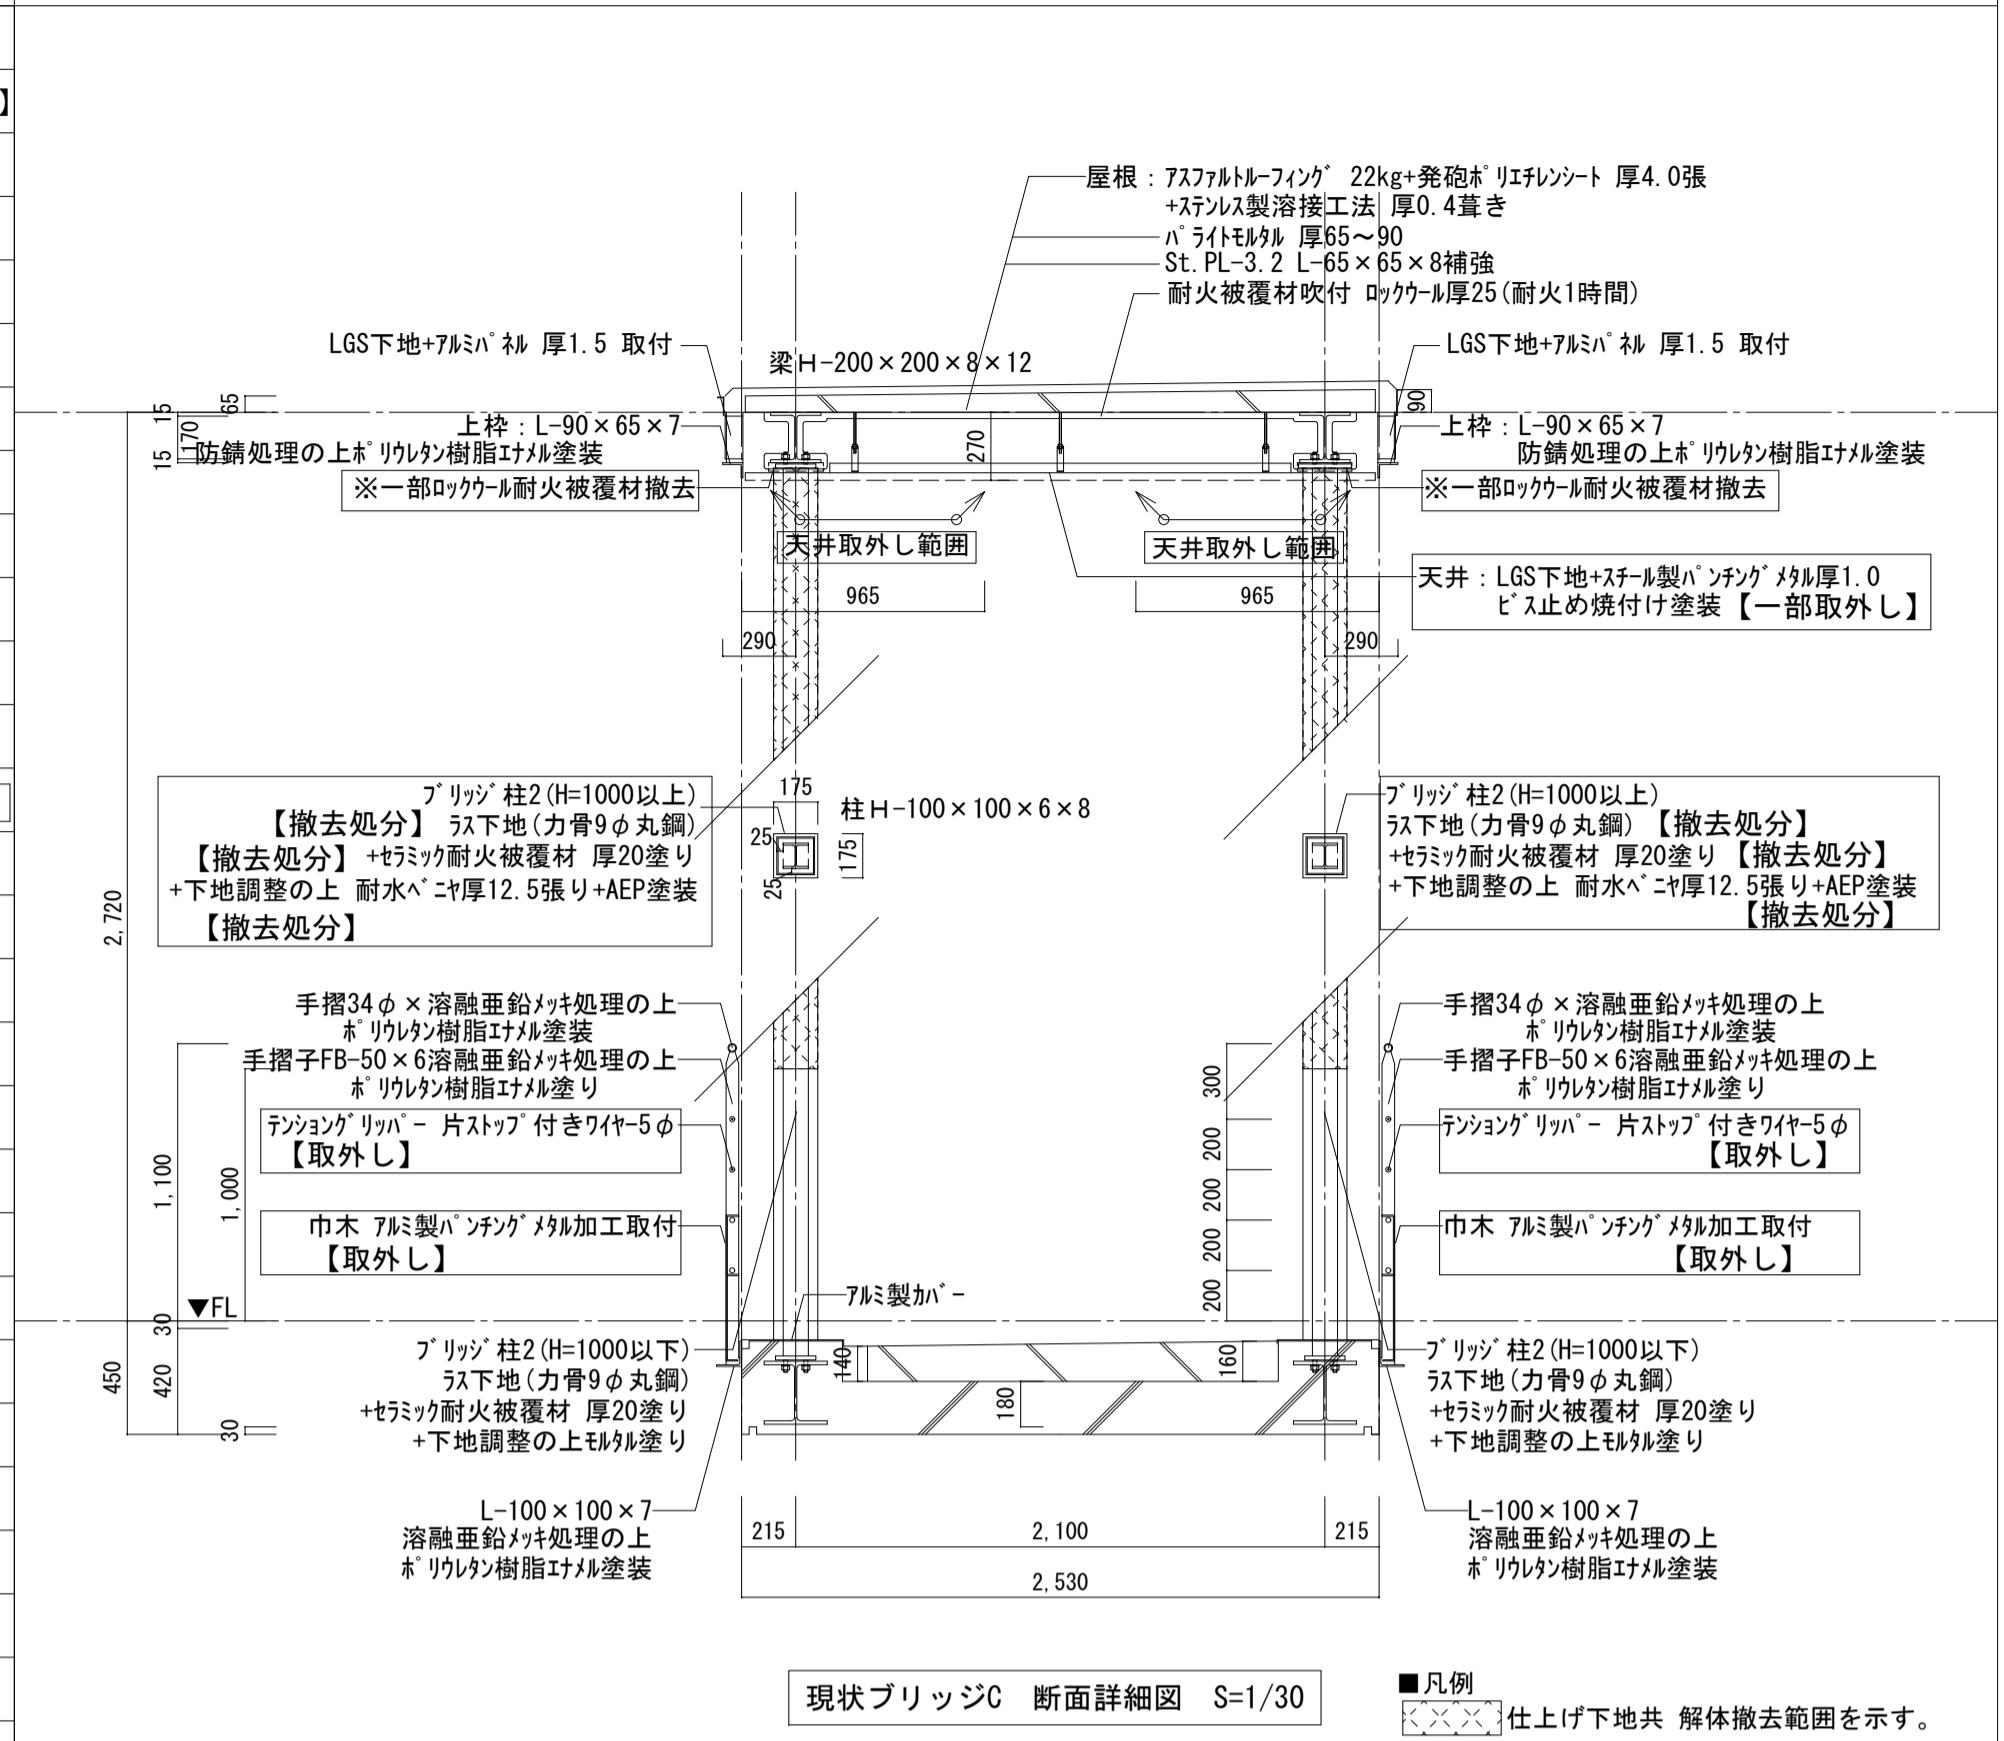 】
屋根：ｱｽﾌｧﾙﾄﾙｰﾌｨﾝｸﾞ 22kg+発砲ﾎﾟﾘｴﾁﾚﾝｼｰﾄ 厚4.0張
+ｽﾃﾝﾚｽ製溶接工法 厚0.4葺き
ﾊﾟﾗｲﾄﾓﾙﾀﾙ 厚65～90
St.PL-3.2 L-65×65×8補強
耐火被覆材吹付 ﾛｯｸｳｰﾙ厚25(耐火1時間)
LGS下地+ｱﾙﾐﾊﾟﾈﾙ 厚1.5 取付
梁H-200×200×8×12
LGS下地+ｱﾙﾐﾊﾟﾈﾙ 厚1.5 取付
15
65
170
15
90
270
上枠：L-90×65×7
防錆処理の上ﾎﾟﾘｳﾚﾀﾝ樹脂ｴﾅﾒﾙ塗装
上枠：L-90×65×7
防錆処理の上ﾎﾟﾘｳﾚﾀﾝ樹脂ｴﾅﾒﾙ塗装
※一部ﾛｯｸｳｰﾙ耐火被覆材撤去
※一部ﾛｯｸｳｰﾙ耐火被覆材撤去
天井取外し範囲
天井取外し範囲
天井：LGS下地+ｽﾁｰﾙ製ﾊﾟﾝﾁﾝｸﾞﾒﾀﾙ厚1.0
ﾋﾞｽ止め焼付け塗装【一部取外し】
965
965
290
290
ﾌﾞﾘｯｼﾞ柱2(H=1000以上)
【撤去処分】 ﾗｽ下地(力骨9φ丸鋼)
【撤去処分】+ｾﾗﾐｯｸ耐火被覆材 厚20塗り
+下地調整の上 耐水ﾍﾞﾆﾔ厚12.5張り+AEP塗装
【撤去処分】
175
柱H-100×100×6×8
25
175
25
ﾌﾞﾘｯｼﾞ柱2(H=1000以上)
ﾗｽ下地(力骨9φ丸鋼)【撤去処分】
+ｾﾗﾐｯｸ耐火被覆材 厚20塗り【撤去処分】
+下地調整の上 耐水ﾍﾞﾆﾔ厚12.5張り+AEP塗装
【撤去処分】
2,720
手摺34φ×溶融亜鉛ﾒｯｷ処理の上
ﾎﾟﾘｳﾚﾀﾝ樹脂ｴﾅﾒﾙ塗装
手摺子FB-50×6溶融亜鉛ﾒｯｷ処理の上
ﾎﾟﾘｳﾚﾀﾝ樹脂ｴﾅﾒﾙ塗り
ﾃﾝｼｮﾝｸﾞﾘｯﾊﾟｰ 片ｽﾄｯﾌﾟ付きﾜｲﾔｰ5φ
【取外し】
巾木 ｱﾙﾐ製ﾊﾟﾝﾁﾝｸﾞﾒﾀﾙ加工取付
【取外し】
手摺34φ×溶融亜鉛ﾒｯｷ処理の上
ﾎﾟﾘｳﾚﾀﾝ樹脂ｴﾅﾒﾙ塗装
手摺子FB-50×6溶融亜鉛ﾒｯｷ処理の上
ﾎﾟﾘｳﾚﾀﾝ樹脂ｴﾅﾒﾙ塗り
ﾃﾝｼｮﾝｸﾞﾘｯﾊﾟｰ 片ｽﾄｯﾌﾟ付きﾜｲﾔｰ5φ
【取外し】
巾木 ｱﾙﾐ製ﾊﾟﾝﾁﾝｸﾞﾒﾀﾙ加工取付
【取外し】
1,100
1,000
300
200
200
200
200
▼FL
ｱﾙﾐ製ｶﾊﾞｰ
30
450
420
30
140
160
180
ﾌﾞﾘｯｼﾞ柱2(H=1000以下)
ﾗｽ下地(力骨9φ丸鋼)
+ｾﾗﾐｯｸ耐火被覆材 厚20塗り
+下地調整の上ﾓﾙﾀﾙ塗り
ﾌﾞﾘｯｼﾞ柱2(H=1000以下)
ﾗｽ下地(力骨9φ丸鋼)
+ｾﾗﾐｯｸ耐火被覆材 厚20塗り
+下地調整の上ﾓﾙﾀﾙ塗り
L-100×100×7
溶融亜鉛ﾒｯｷ処理の上
ﾎﾟﾘｳﾚﾀﾝ樹脂ｴﾅﾒﾙ塗装
215
2,100
215
2,530
L-100×100×7
溶融亜鉛ﾒｯｷ処理の上
ﾎﾟﾘｳﾚﾀﾝ樹脂ｴﾅﾒﾙ塗装
現状ブリッジC 断面詳細図 S=1/30
■凡例
仕上げ下地共 解体撤去範囲を示す。